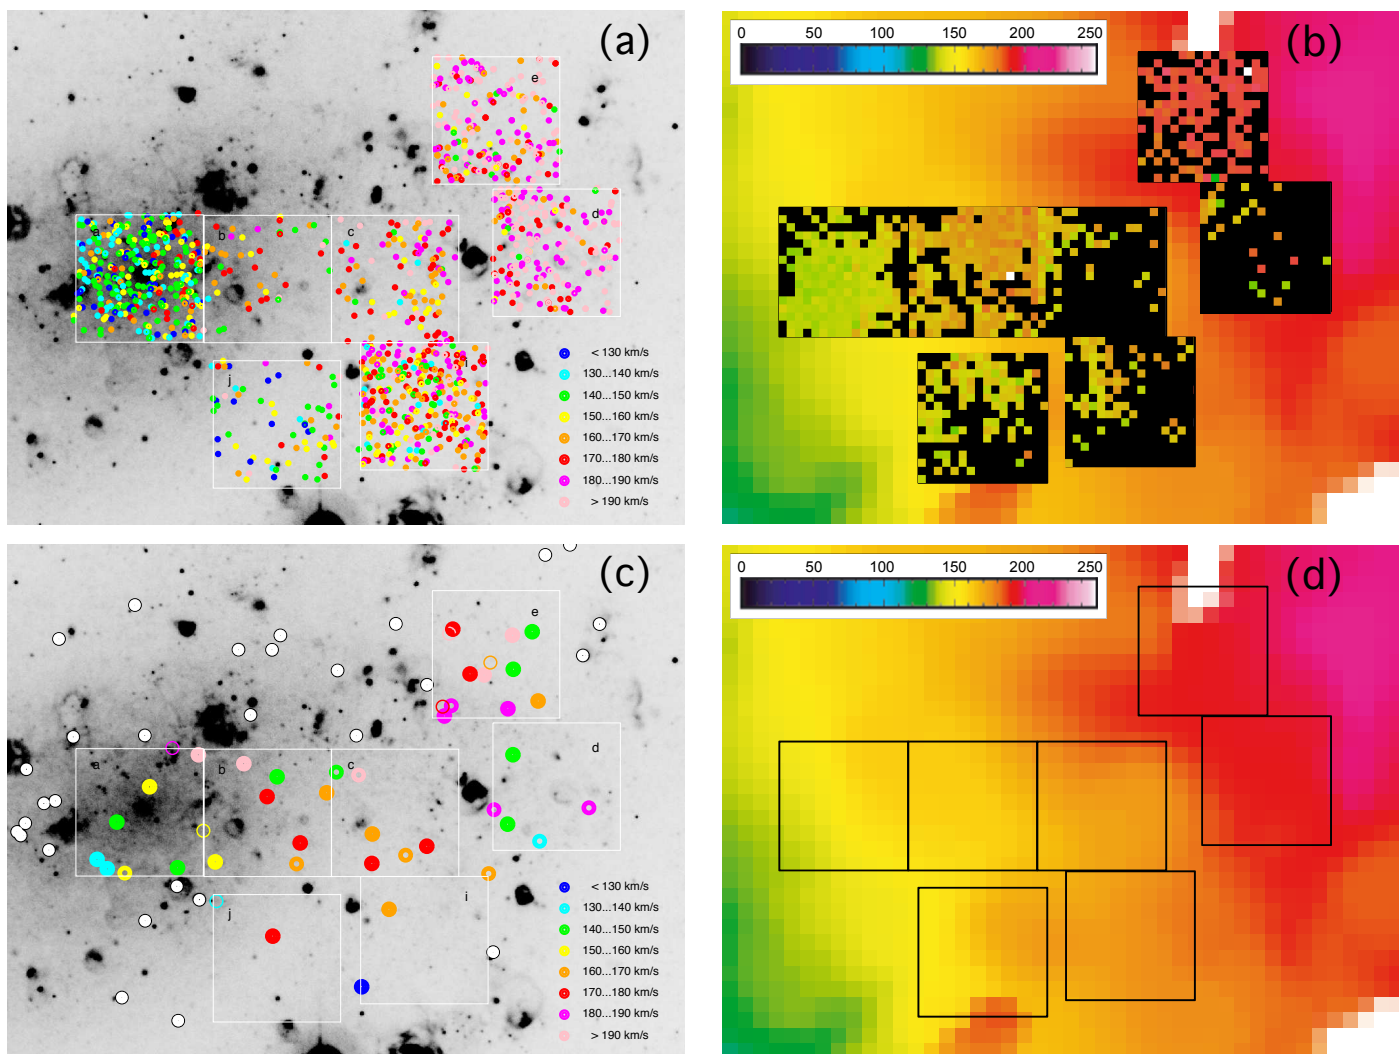 (a)
e
d
a
b
c
i
j
< 130 km/s
130...140 km/s
140...150 km/s
150...160 km/s
160...170 km/s
170...180 km/s
180...190 km/s
> 190 km/s
(b)
0 50 100 150 200 250
(c)
e
d
a
b
c
i
j
< 130 km/s
130...140 km/s
140...150 km/s
150...160 km/s
160...170 km/s
170...180 km/s
180...190 km/s
> 190 km/s
(d)
0 50 100 150 200 250